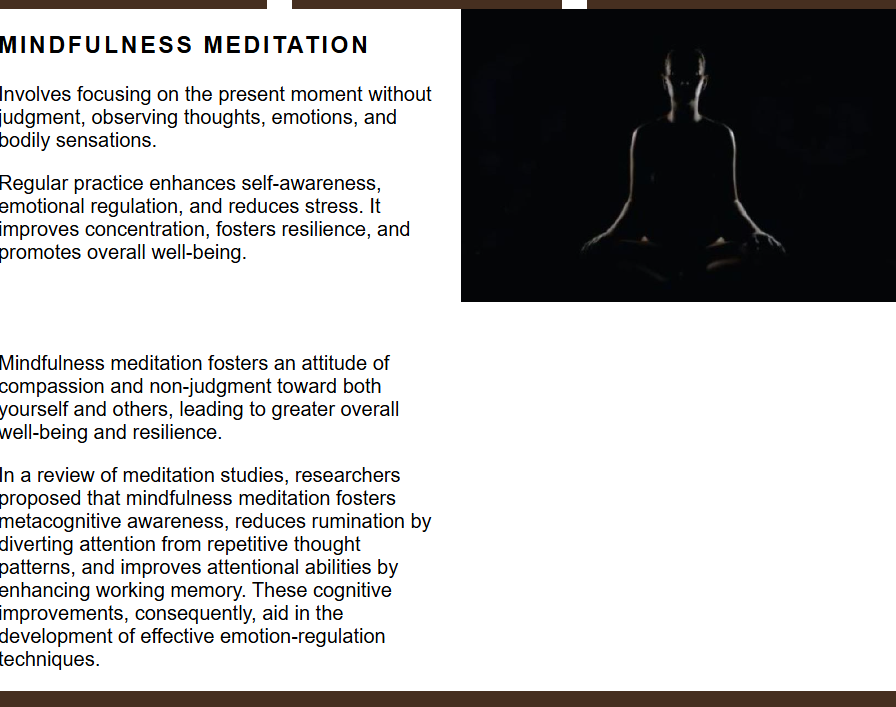 MINDFULNESS MEDITATION
Involves focusing on the present moment without
judgment, observing thoughts, emotions, and
bodily sensations.
Regular practice enhances self-awareness,
emotional regulation, and reduces stress. It
improves concentration, fosters resilience, and
promotes overall well-being.
Mindfulness meditation fosters an attitude of
compassion and non-judgment toward both
yourself and others, leading to greater overall
well-being and resilience.
In a review of meditation studies, researchers
proposed that mindfulness meditation fosters
metacognitive awareness, reduces rumination by
diverting attention from repetitive thought
patterns, and improves attentional abilities by
enhancing working memory. These cognitive
improvements, consequently, aid in the
development of effective emotion-regulation
techniques.